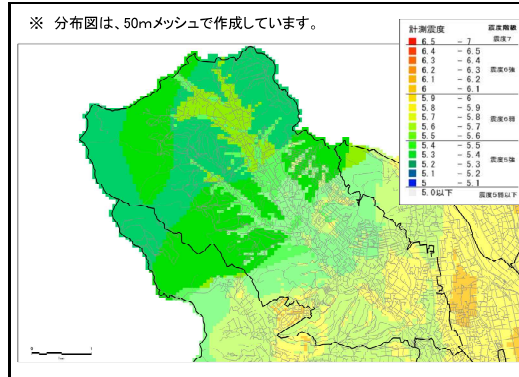 ※ 分布図は、50mメッシュで作成しています。
計測震度 震度階級
6.5 - 7 震度7
6.4 - 6.5
6.3 - 6.4
6.2 - 6.3 震度6強
6.1 - 6.2
6 - 6.1
5.9 - 6
5.8 - 5.9
5.7 - 5.8 震度6弱
5.6 - 5.7
5.5 - 5.6
5.4 - 5.5
5.3 - 5.4
5.2 - 5.3 震度5強
5.1 - 5.2
5 - 5.1
5.0以下 震度5弱以下
0 1